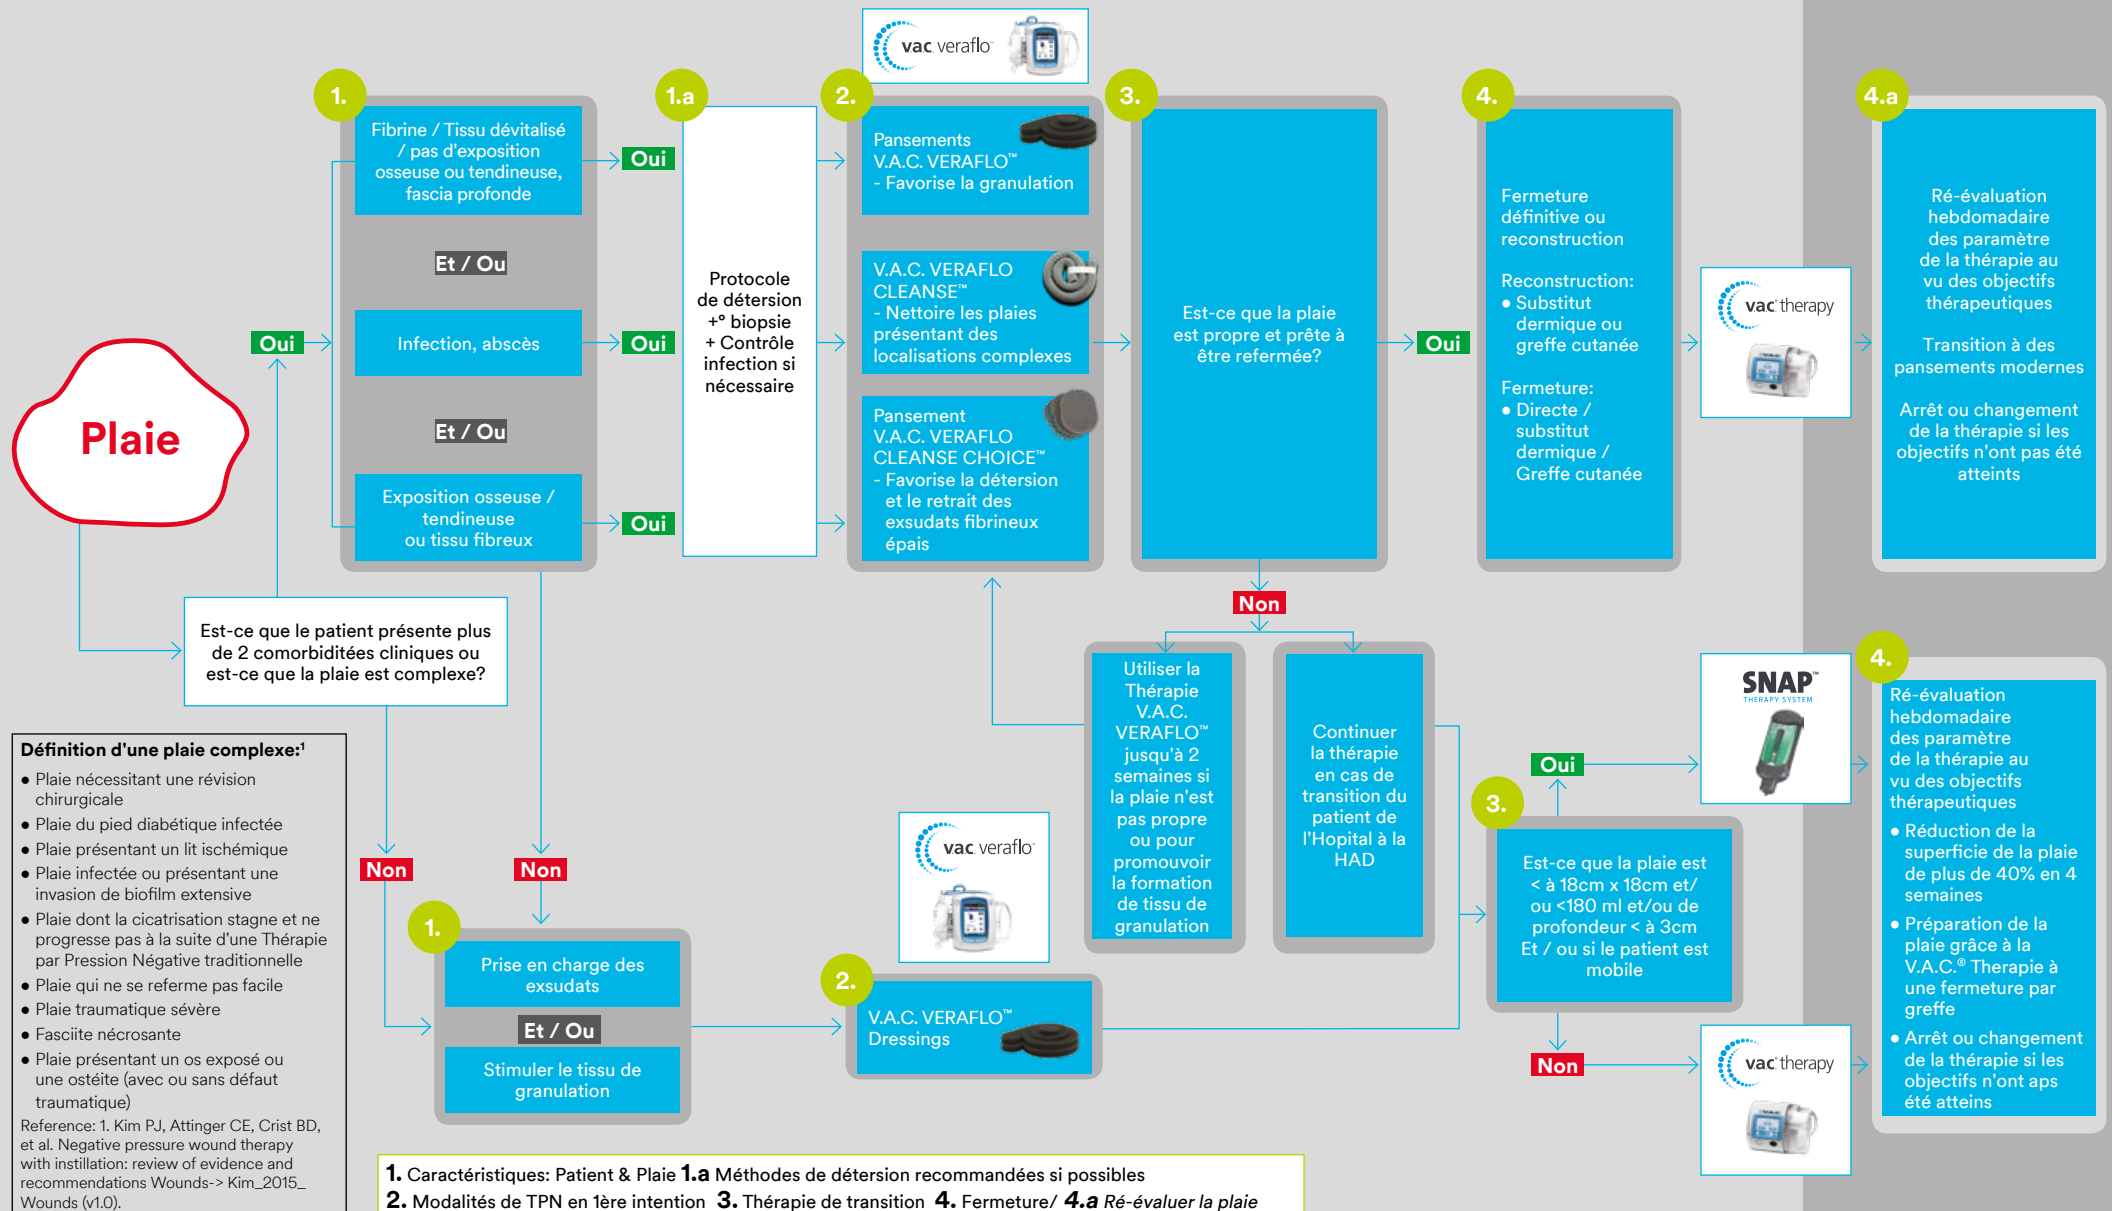 vac. veraflo™
1.
Fibrine / Tissu dévitalisé
/ pas d'exposition
osseuse ou tendineuse,
fascia profonde
Et / Ou
Infection, abscès
Et / Ou
Exposition osseuse /
tendineuse
ou tissu fibreux
Oui
Oui
Oui
Oui
1.a
Protocole
de détersion
+° biopsie
+ Contrôle
infection si
nécessaire
2.
Pansements
V.A.C. VERAFLO™
- Favorise la granulation
V.A.C. VERAFLO
CLEANSE™
- Nettoire les plaies
présentant des
localisations complexes
Pansement
V.A.C. VERAFLO
CLEANSE CHOICE™
- Favorise la détersion
et le retrait des
exsudats fibrineux
épais
3.
Est-ce que la plaie
est propre et prête à
être refermée?
Oui
4.
Fermeture
définitive ou
reconstruction
Reconstruction:
● Substitut
dermique ou
greffe cutanée
Fermeture:
● Directe /
substitut
dermique /
Greffe cutanée
vac.® therapy
4.a
Ré-évaluation
hebdomadaire
des paramètre
de la thérapie au
vu des objectifs
thérapeutiques
Transition à des
pansements modernes
Arrêt ou changement
de la thérapie si les
objectifs n'ont pas été
atteints
Plaie
Est-ce que le patient présente plus
de 2 comorbiditées cliniques ou
est-ce que la plaie est complexe?
Non
Non
Non
Utiliser la
Thérapie
V.A.C.
VERAFLO™
jusqu'à 2
semaines si
la plaie n'est
pas propre
ou pour
promouvoir
la formation
de tissu de
granulation
Continuer
la thérapie
en cas de
transition du
patient de
l'Hopital à la
HAD
1.
Prise en charge des
exsudats
Et / Ou
Stimuler le tissu de
granulation
vac. veraflo™
2.
V.A.C. VERAFLO™
Dressings
3.
Est-ce que la plaie est
< à 18cm x 18cm et/
ou <180 ml et/ou de
profondeur < à 3cm
Et / ou si le patient est
mobile
Oui
Non
SNAP™
THERAPY SYSTEM
vac.® therapy
4.
Ré-évaluation
hebdomadaire
des paramètre
de la thérapie au
vu des objectifs
thérapeutiques
● Réduction de la
superficie de la plaie
de plus de 40% en 4
semaines
● Préparation de la
plaie grâce à la
V.A.C.® Therapie à
une fermeture par
greffe
● Arrêt ou changement
de la thérapie si les
objectifs n'ont aps
été atteins
Définition d'une plaie complexe:¹
● Plaie nécessitant une révision
chirurgicale
● Plaie du pied diabétique infectée
● Plaie présentant un lit ischémique
● Plaie infectée ou présentant une
invasion de biofilm extensive
● Plaie dont la cicatrisation stagne et ne
progresse pas à la suite d'une Thérapie
par Pression Négative traditionnelle
● Plaie qui ne se referme pas facile
● Plaie traumatique sévère
● Fasciite nécrosante
● Plaie présentant un os exposé ou
une ostéite (avec ou sans défaut
traumatique)
Reference: 1. Kim PJ, Attinger CE, Crist BD,
et al. Negative pressure wound therapy
with instillation: review of evidence and
recommendations Wounds-> Kim_2015_
Wounds (v1.0).
1. Caractéristiques: Patient & Plaie 1.a Méthodes de détersion recommandées si possibles
2. Modalités de TPN en 1ère intention 3. Thérapie de transition 4. Fermeture/ 4.a Ré-évaluer la plaie